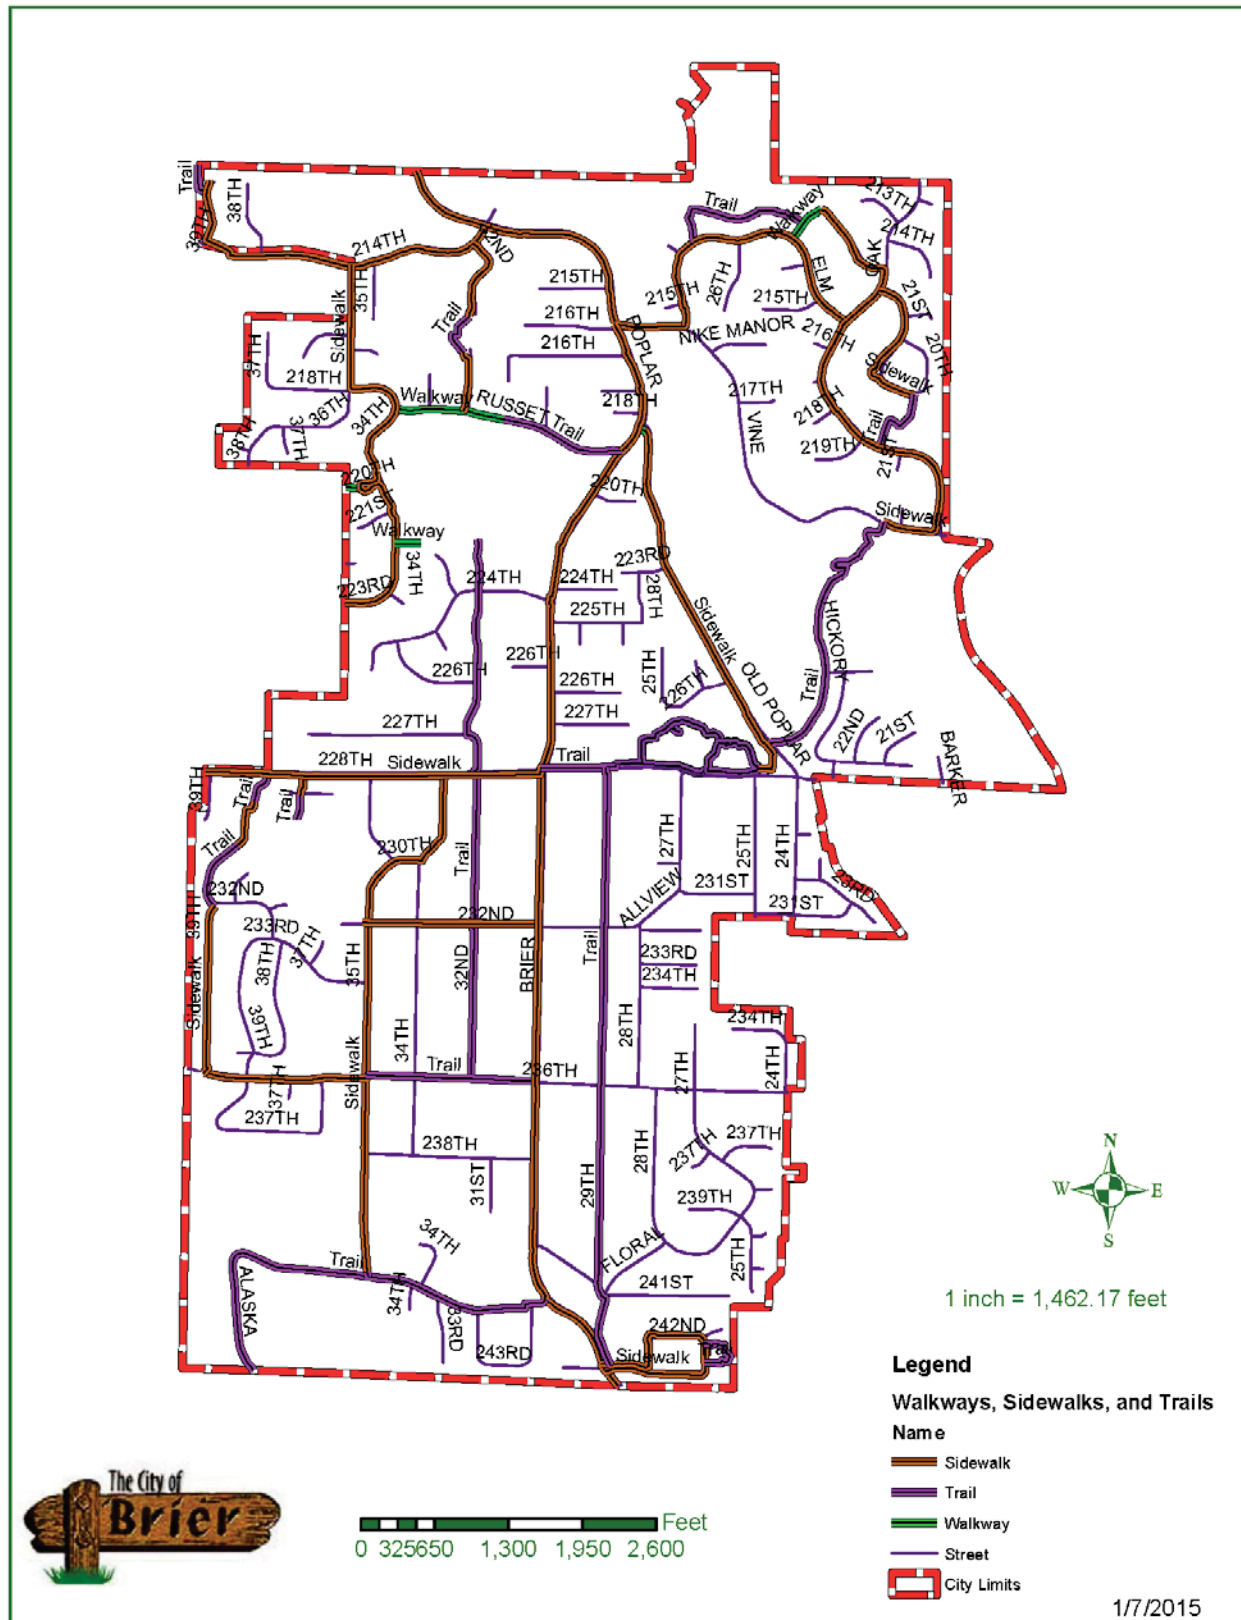 Trail
38TH
39TH
214TH
32ND
Trail
Walkway
213TH
214TH
OAK
ELM
26TH
215TH
215TH
215TH
21ST
35TH
Sidewalk
Trail
216TH
216TH
POPLAR
NIKE MANOR
216TH
20TH
Sidewalk
37TH
218TH
36TH
34TH
Walkway
RUSSET
Trail
218TH
217TH
VINE
218TH
219TH
Trail
21ST
38TH
37TH
220TH
221ST
220TH
Sidewalk
Walkway
34TH
223RD
224TH
224TH
223RD
28TH
225TH
Sidewalk
HICKORY
Trail
226TH
226TH
226TH
25TH
226TH
OLD POPLAR
227TH
227TH
22ND
21ST
BARKER
228TH
Sidewalk
Trail
39TH
Trail
Trail
Trail
230TH
Trail
27TH
25TH
24TH
ALLVIEW
231ST
231ST
23RD
232ND
39TH
233RD
232ND
38TH
37TH
35TH
32ND
BRIER
Trail
233RD
234TH
Sidewalk
39TH
34TH
28TH
234TH
24TH
27TH
Trail
236TH
37TH
237TH
Sidewalk
238TH
31ST
29TH
28TH
237TH
237TH
239TH
25TH
FLORAL
241ST
34TH
34TH
Trail
ALASKA
33RD
243RD
242ND
Trail
Sidewalk
N
W
E
S
1 inch = 1,462.17 feet
Legend
Walkways, Sidewalks, and Trails
Name
Sidewalk
Trail
Walkway
Street
City Limits
The City of
Brier
Feet
0 325650 1,300 1,950 2,600
1/7/2015